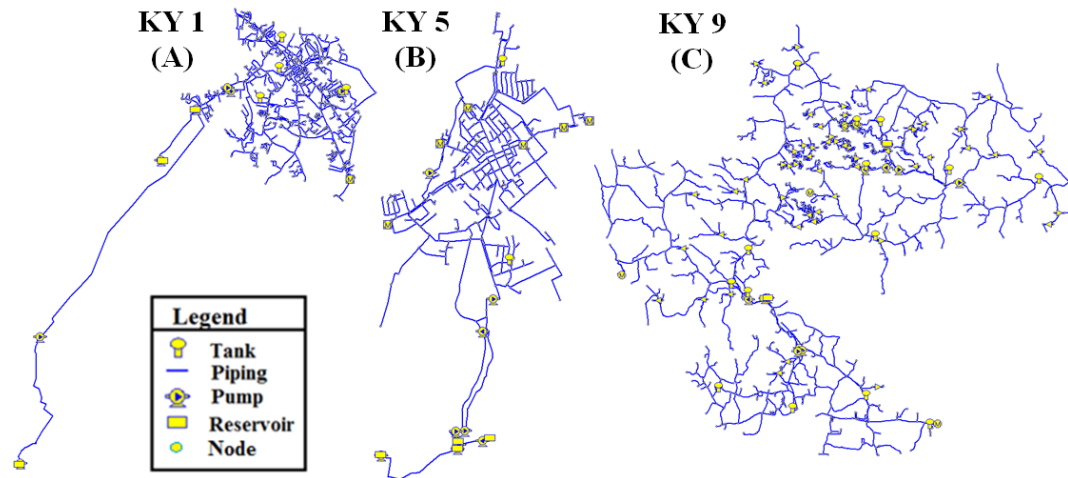 KY 1
(A)
KY 5
(B)
KY 9
(C)
Legend
Tank
Piping
Pump
Reservoir
Node